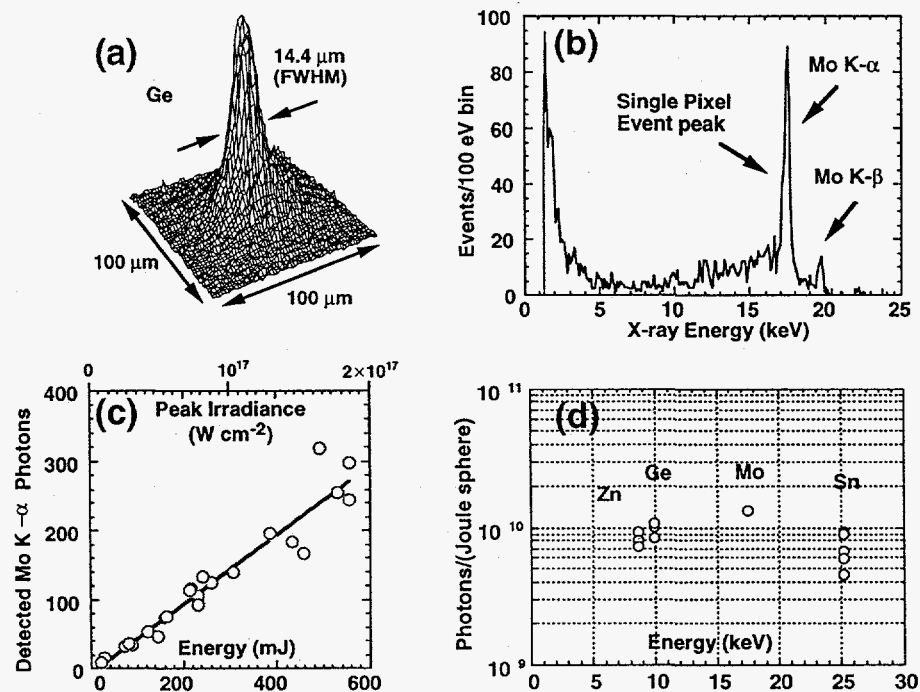 (a)
Ge
14.4 μm
(FWHM)
100 μm
100 μm
(b)
100
80
60
40
20
0
Events/100 eV bin
Single Pixel
Event peak
Mo K-α
Mo K-β
0 5 10 15 20 25
X-ray Energy (keV)
0 10¹⁷ 2×10¹⁷
(c)
Peak Irradiance
(W cm⁻²)
400
300
200
100
0
Detected Mo K -α Photons
Energy (mJ)
0 200 400 600
(d)
10 ¹¹
10 ¹⁰
10 ⁹
Photons/(Joule sphere)
Zn
Ge
Mo
Sn
Energy (keV)
0 5 10 15 20 25 30